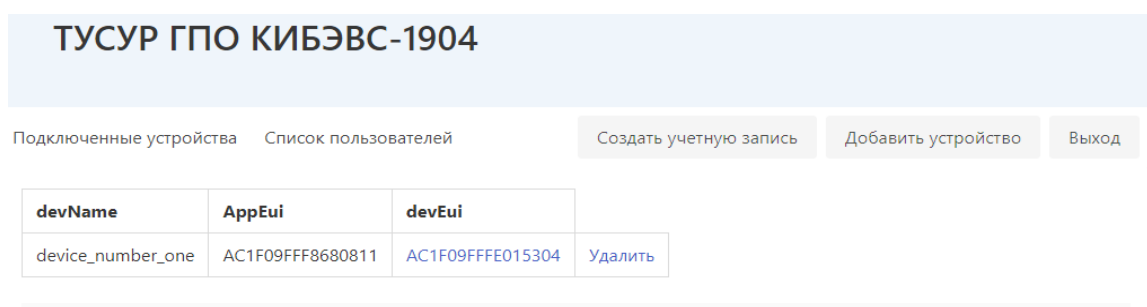 ТУСУР ГПО КИБЭВС-1904
Подключенные устройства Список пользователей Создать учетную запись Добавить устройство Выход
devName AppEui devEui
device_number_one AC1F09FFF8680811 AC1F09FFFE015304 Удалить